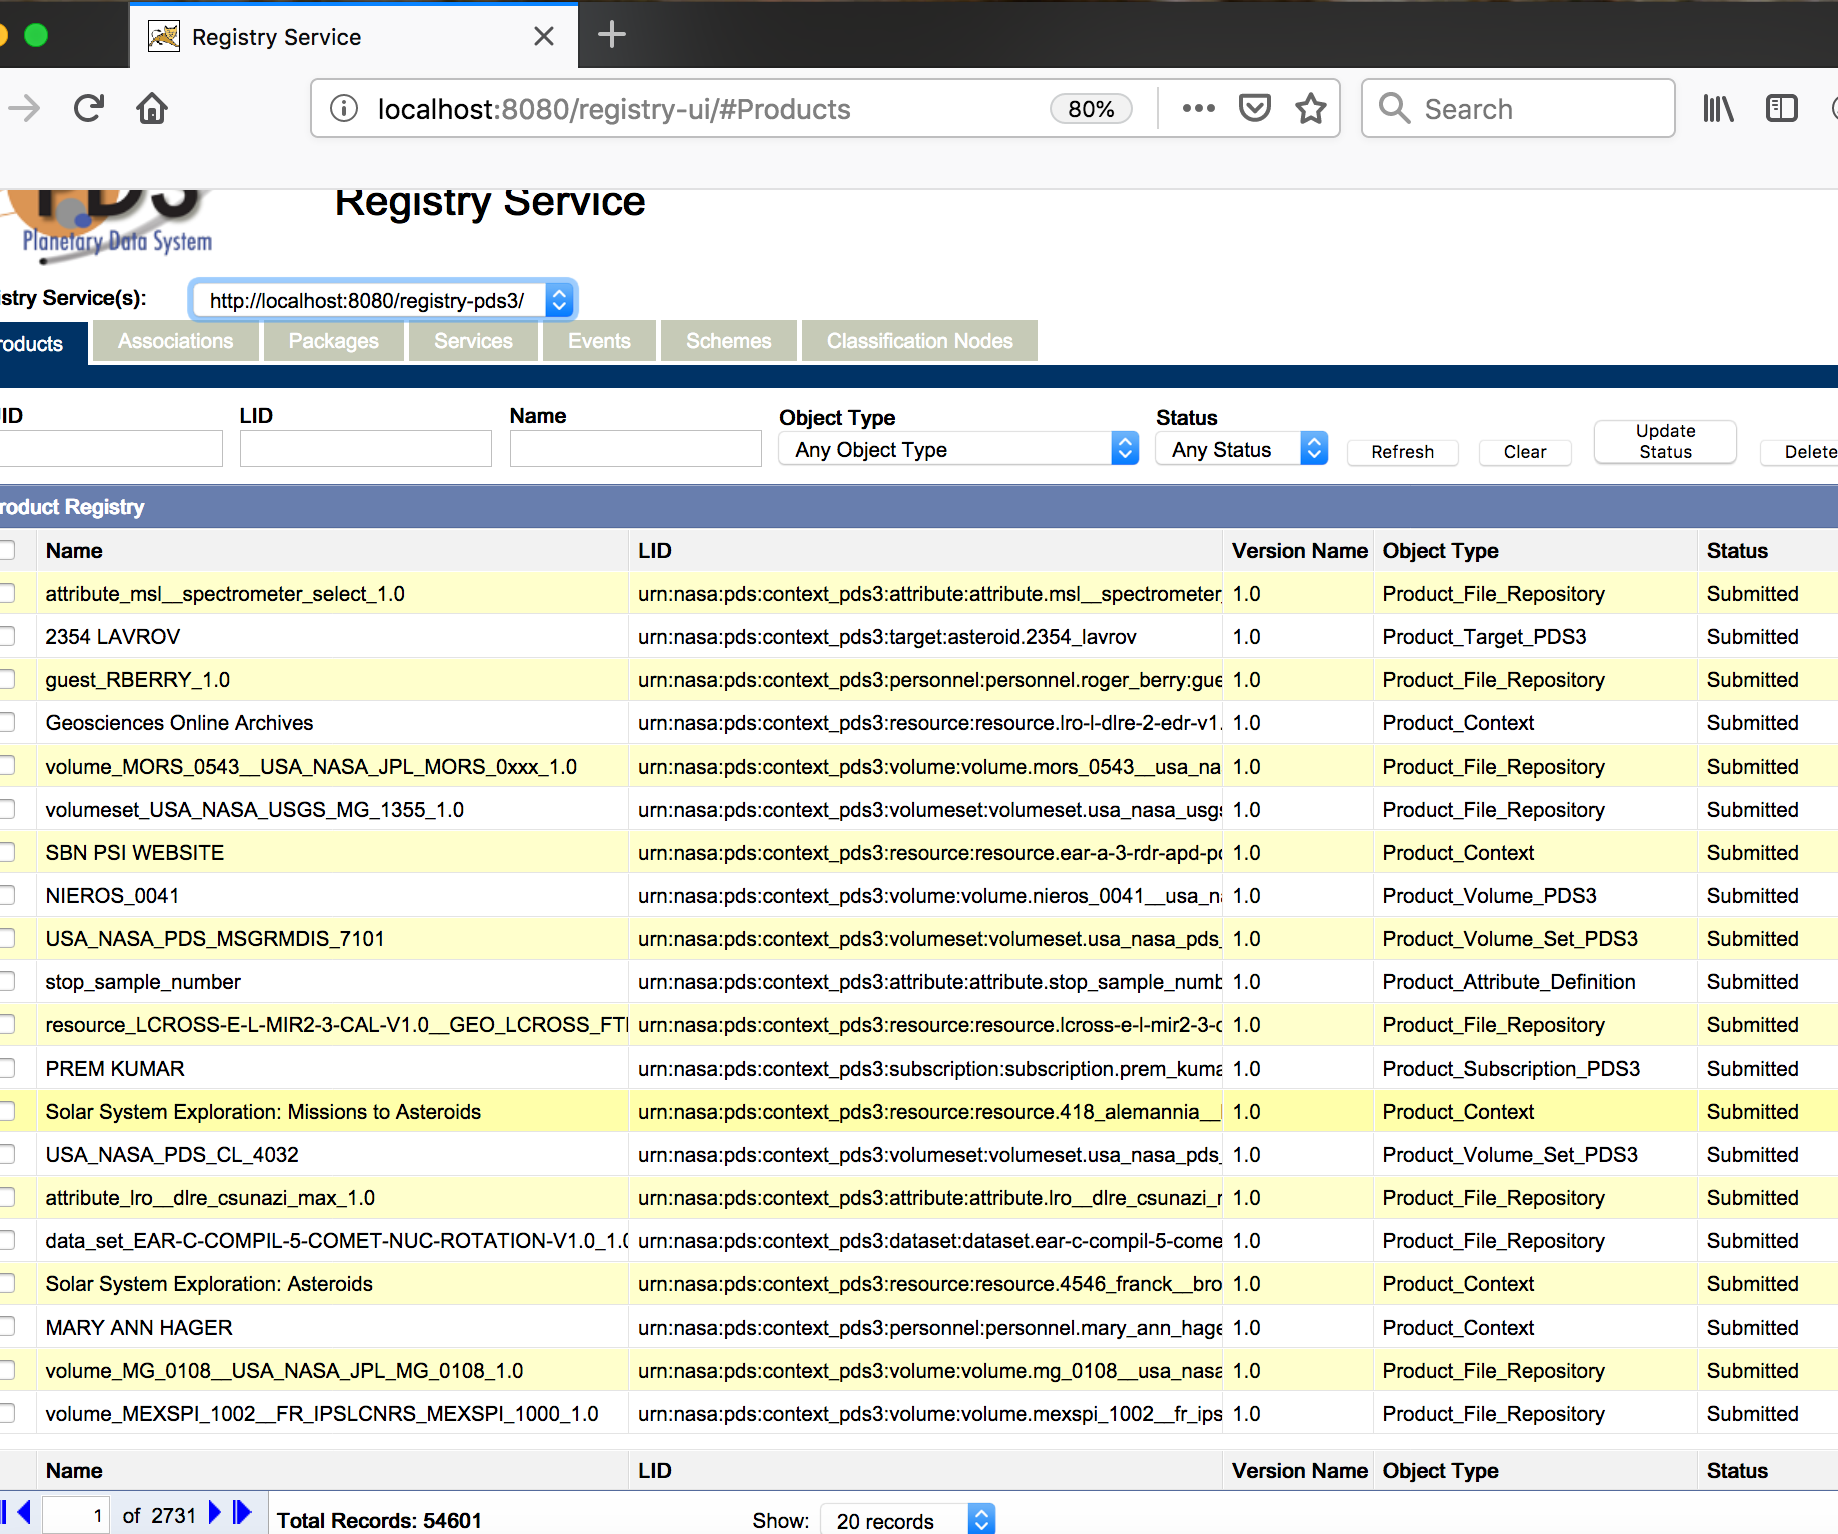 Registry Service
localhost:8080/registry-ui/#Products 80% Search
PDS Registry Service
Planetary Data System
stry Service(s): http://localhost:8080/registry-pds3/
roducts Associations Packages Services Events Schemes Classification Nodes
LID Name Object Type Status
Any Object Type Any Status Refresh Clear Update Status Delete
roduct Registry
Name LID Version Name Object Type Status
attribute_msl__spectrometer_select_1.0 urn:nasa:pds:context_pds3:attribute:attribute.msl__spectrometer_ 1.0 Product_File_Repository Submitted
2354 LAVROV urn:nasa:pds:context_pds3:target:asteroid.2354_lavrov 1.0 Product_Target_PDS3 Submitted
guest_RBERRY_1.0 urn:nasa:pds:context_pds3:personnel:personnel.roger_berry:gue 1.0 Product_File_Repository Submitted
Geosciences Online Archives urn:nasa:pds:context_pds3:resource:resource.lro-l-dlre-2-edr-v1. 1.0 Product_Context Submitted
volume_MORS_0543__USA_NASA_JPL_MORS_0xxx_1.0 urn:nasa:pds:context_pds3:volume:volume.mors_0543__usa_na 1.0 Product_File_Repository Submitted
volumeset_USA_NASA_USGS_MG_1355_1.0 urn:nasa:pds:context_pds3:volumeset:volumeset.usa_nasa_usgs 1.0 Product_File_Repository Submitted
SBN PSI WEBSITE urn:nasa:pds:context_pds3:resource:resource.ear-a-3-rdr-apd-po 1.0 Product_Context Submitted
NIEROS_0041 urn:nasa:pds:context_pds3:volume:volume.nieros_0041__usa_n 1.0 Product_Volume_PDS3 Submitted
USA_NASA_PDS_MSGRMDIS_7101 urn:nasa:pds:context_pds3:volumeset:volumeset.usa_nasa_pds_ 1.0 Product_Volume_Set_PDS3 Submitted
stop_sample_number urn:nasa:pds:context_pds3:attribute:attribute.stop_sample_numb 1.0 Product_Attribute_Definition Submitted
resource_LCROSS-E-L-MIR2-3-CAL-V1.0__GEO_LCROSS_FT urn:nasa:pds:context_pds3:resource:resource.lcross-e-l-mir2-3-c 1.0 Product_File_Repository Submitted
PREM KUMAR urn:nasa:pds:context_pds3:subscription:subscription.prem_kuma 1.0 Product_Subscription_PDS3 Submitted
Solar System Exploration: Missions to Asteroids urn:nasa:pds:context_pds3:resource:resource.418_alemannia__ 1.0 Product_Context Submitted
USA_NASA_PDS_CL_4032 urn:nasa:pds:context_pds3:volumeset:volumeset.usa_nasa_pds_ 1.0 Product_Volume_Set_PDS3 Submitted
attribute_lro__dlre_csunazi_max_1.0 urn:nasa:pds:context_pds3:attribute:attribute.lro__dlre_csunazi_r 1.0 Product_File_Repository Submitted
data_set_EAR-C-COMPIL-5-COMET-NUC-ROTATION-V1.0_1.0 urn:nasa:pds:context_pds3:dataset:dataset.ear-c-compil-5-come 1.0 Product_File_Repository Submitted
Solar System Exploration: Asteroids urn:nasa:pds:context_pds3:resource:resource.4546_franck__bro 1.0 Product_Context Submitted
MARY ANN HAGER urn:nasa:pds:context_pds3:personnel:personnel.mary_ann_hage 1.0 Product_Context Submitted
volume_MG_0108__USA_NASA_JPL_MG_0108_1.0 urn:nasa:pds:context_pds3:volume:volume.mg_0108__usa_nasa 1.0 Product_File_Repository Submitted
volume_MEXSPI_1002__FR_IPSLCNRS_MEXSPI_1000_1.0 urn:nasa:pds:context_pds3:volume:volume.mexspi_1002__fr_ips 1.0 Product_File_Repository Submitted
Name LID Version Name Object Type Status
1 of 2731 Total Records: 54601 Show: 20 records